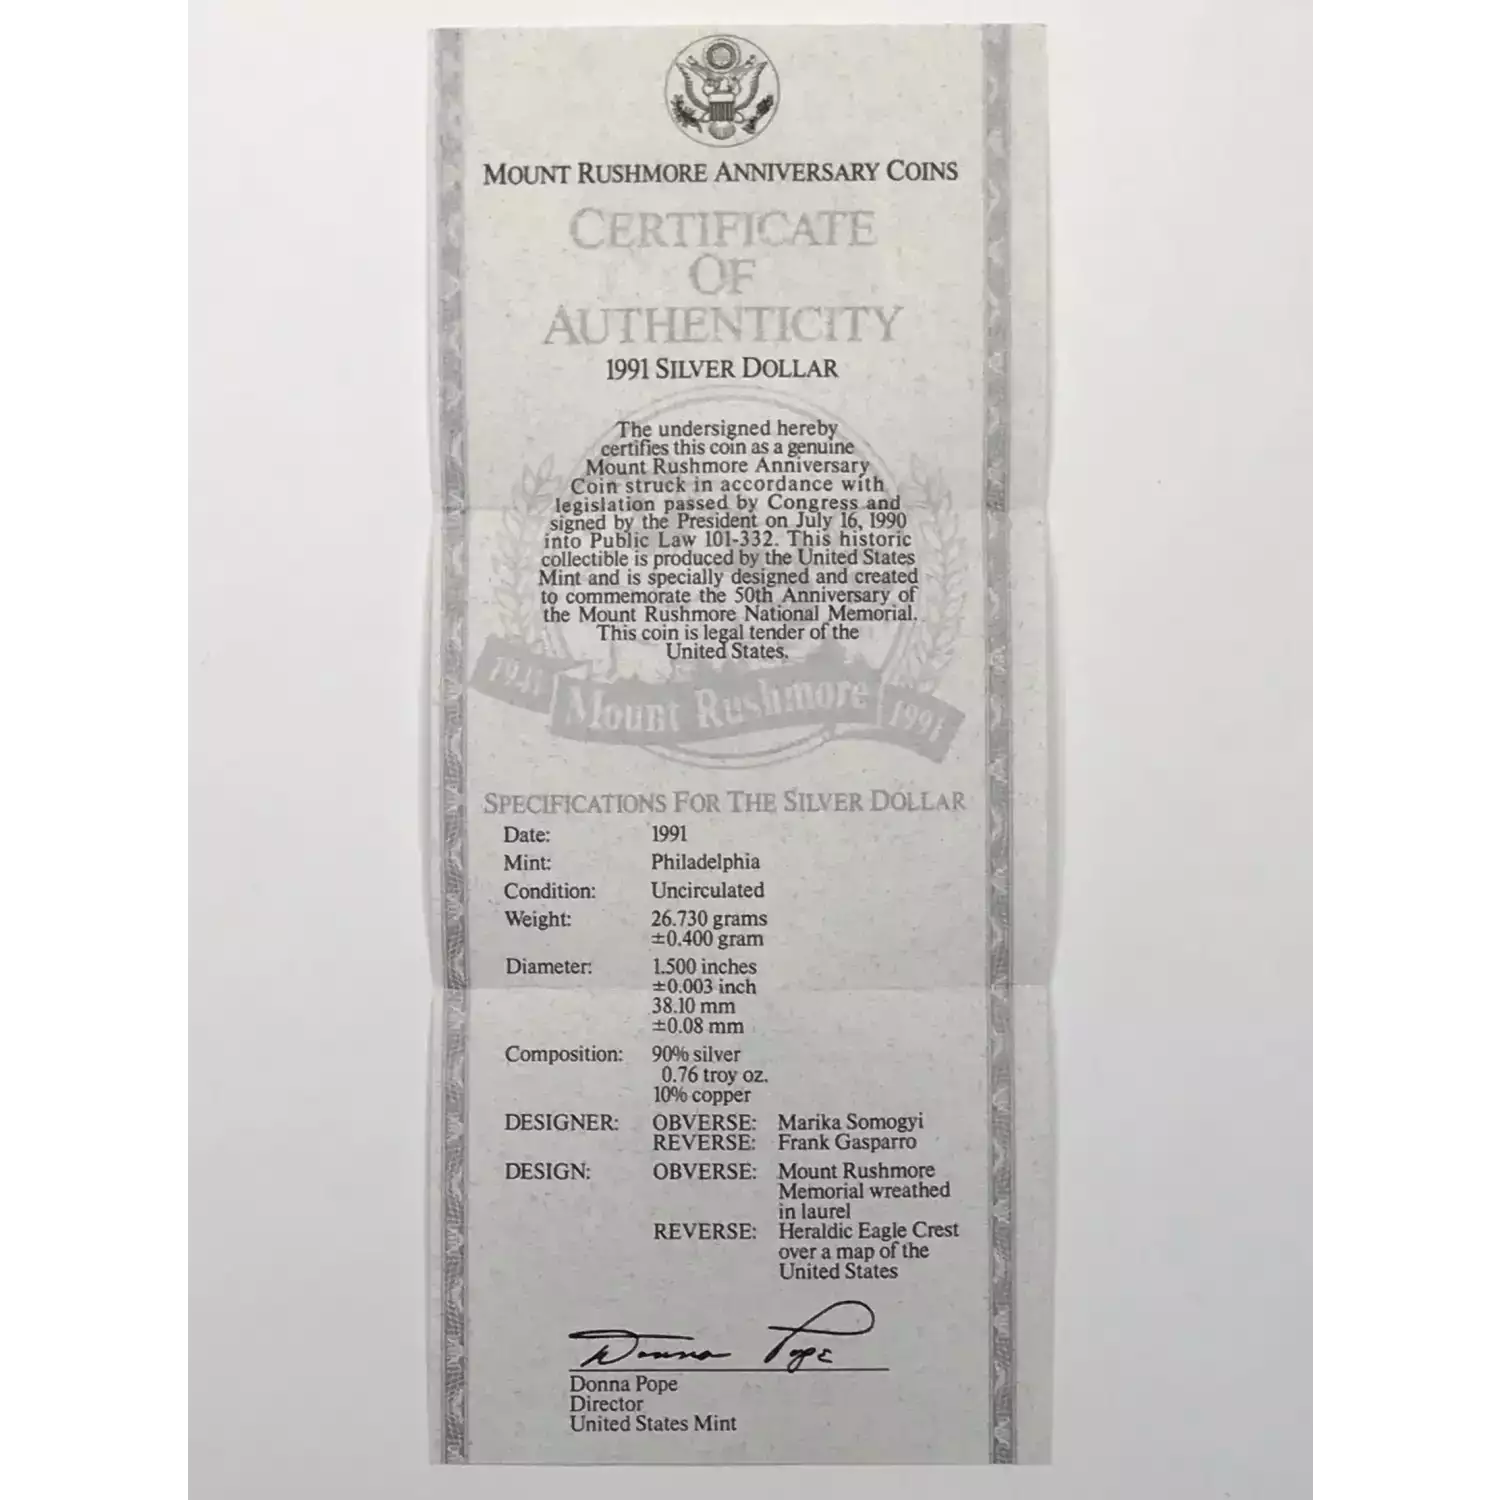 MOUNT RUSHMORE ANNIVERSARY COINS
CERTIFICATE
OF
AUTHENTICITY
1991 SILVER DOLLAR
The undersigned hereby
certifies this coin as a genuine
Mount Rushmore Anniversary
Coin struck in accordance with
legislation passed by Congress and
signed by the President on July 16, 1990
into Public Law 101-332. This historic
collectible is produced by the United States
Mint and is specially designed and created
to commemorate the 50th Anniversary of
the Mount Rushmore National Memorial.
This coin is legal tender of the
United States.
1941 Mount Rushmore 1991
SPECIFICATIONS FOR THE SILVER DOLLAR
Date: 1991
Mint: Philadelphia
Condition: Uncirculated
Weight: 26.730 grams
±0.400 gram
Diameter: 1.500 inches
±0.003 inch
38.10 mm
±0.08 mm
Composition: 90% silver
0.76 troy oz.
10% copper
DESIGNER: OBVERSE: Marika Somogyi
REVERSE: Frank Gasparro
DESIGN: OBVERSE: Mount Rushmore
Memorial wreathed
in laurel
REVERSE: Heraldic Eagle Crest
over a map of the
United States
Donna Pope
Donna Pope
Director
United States Mint